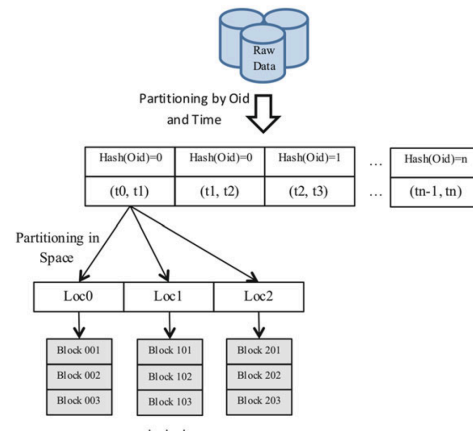 Raw
Data
Partitioning by Oid
and Time
Hash(Oid)=0 Hash(Oid)=0 Hash(Oid)=1 ... Hash(Oid)=n
(t0, t1) (t1, t2) (t2, t3) ... (tn-1, tn)
Partitioning in
Space
Loc0 Loc1 Loc2
Block 001 Block 101 Block 201
Block 002 Block 102 Block 202
Block 003 Block 103 Block 203